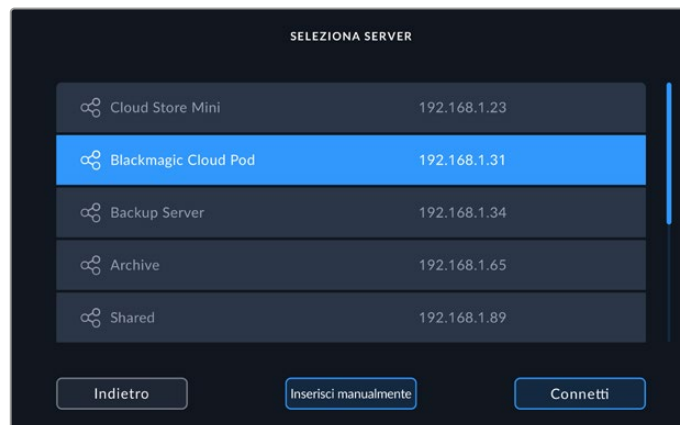 SELEZIONA SERVER
Cloud Store Mini 192.168.1.23
Blackmagic Cloud Pod 192.168.1.31
Backup Server 192.168.1.34
Archive 192.168.1.65
Shared 192.168.1.89
Indietro Inserisci manualmente Connetti